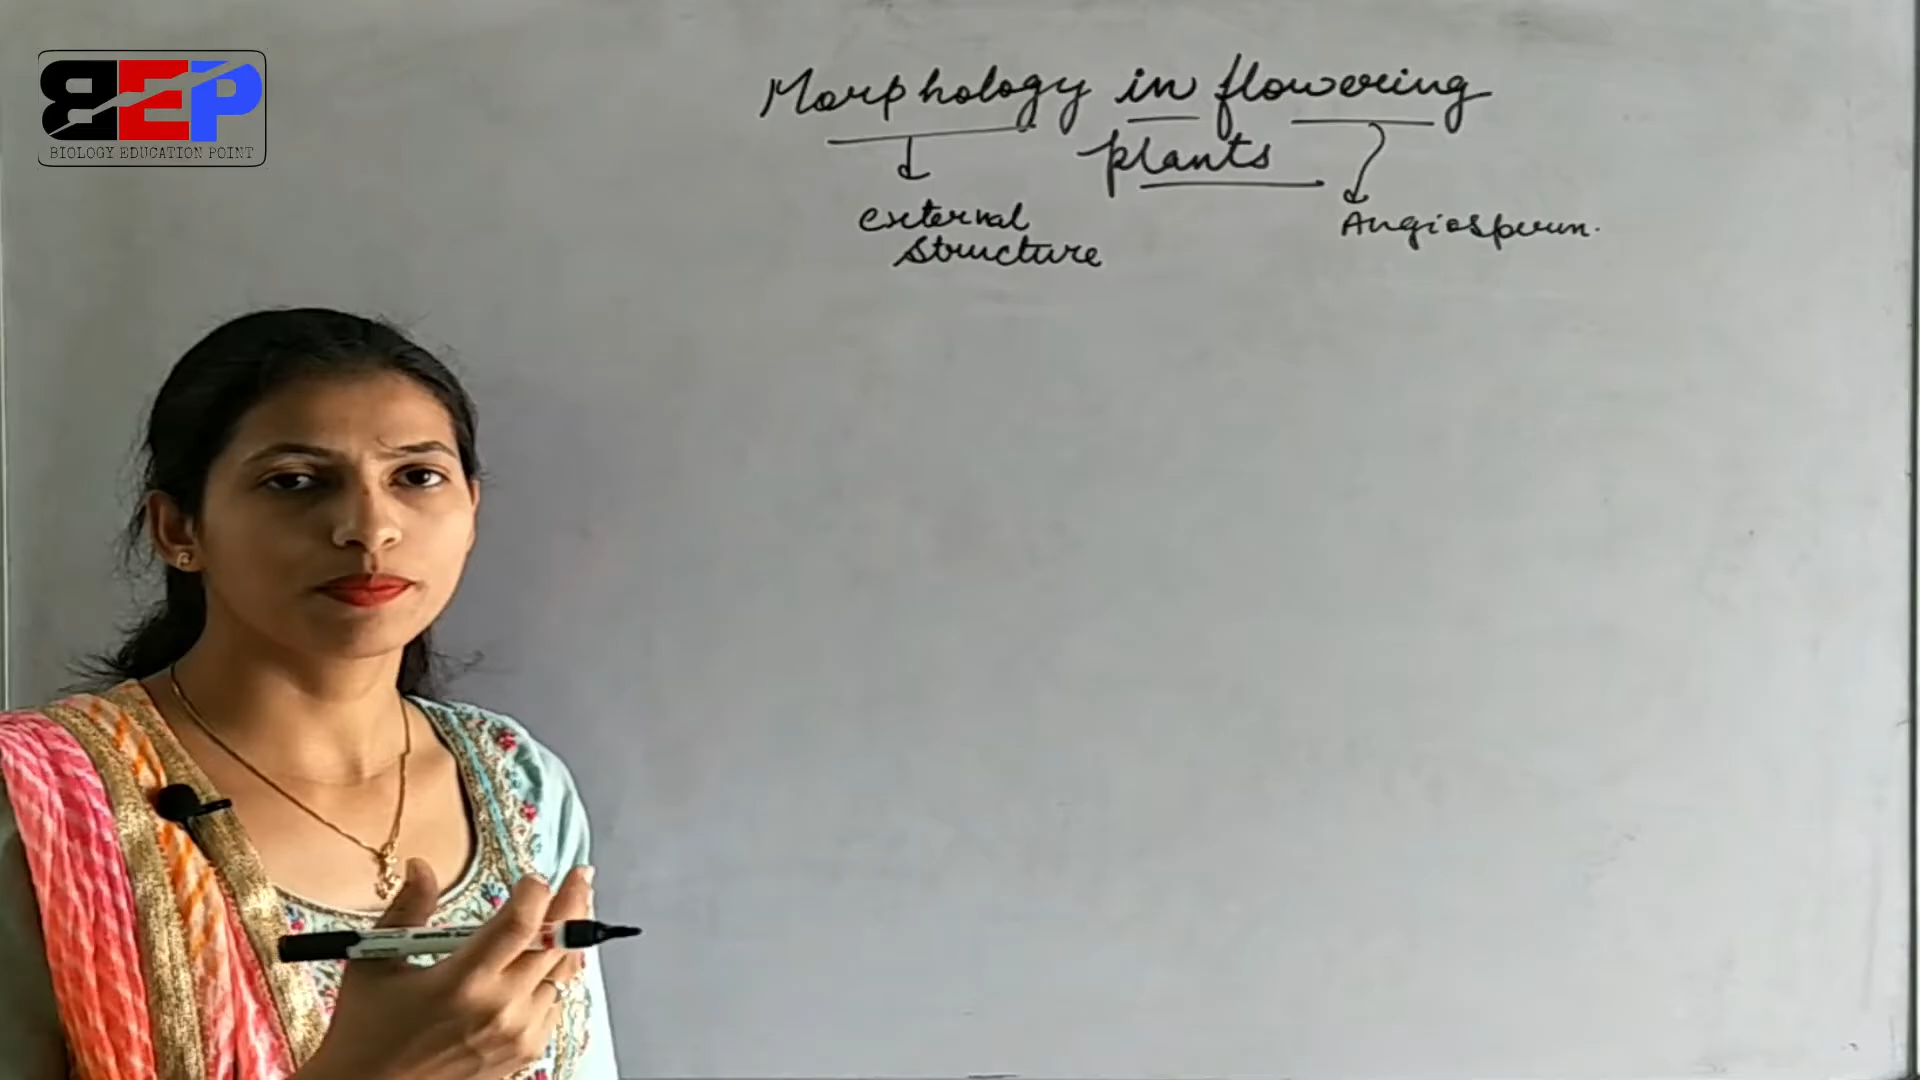 BEP
BIOLOGY EDUCATION POINT
Morphology in flowering
plants
external
structure
Angiosperm.